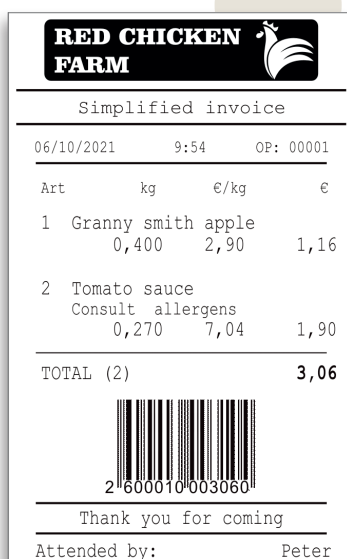 RED CHICKEN
FARM
Simplified invoice
06/10/2021 9:54 OP: 00001
Art kg €/kg €
1 Granny smith apple
0,400 2,90 1,16
2 Tomato sauce
Consult allergens
0,270 7,04 1,90
TOTAL (2) 3,06
2 600010 003060
Thank you for coming
Attended by: Peter